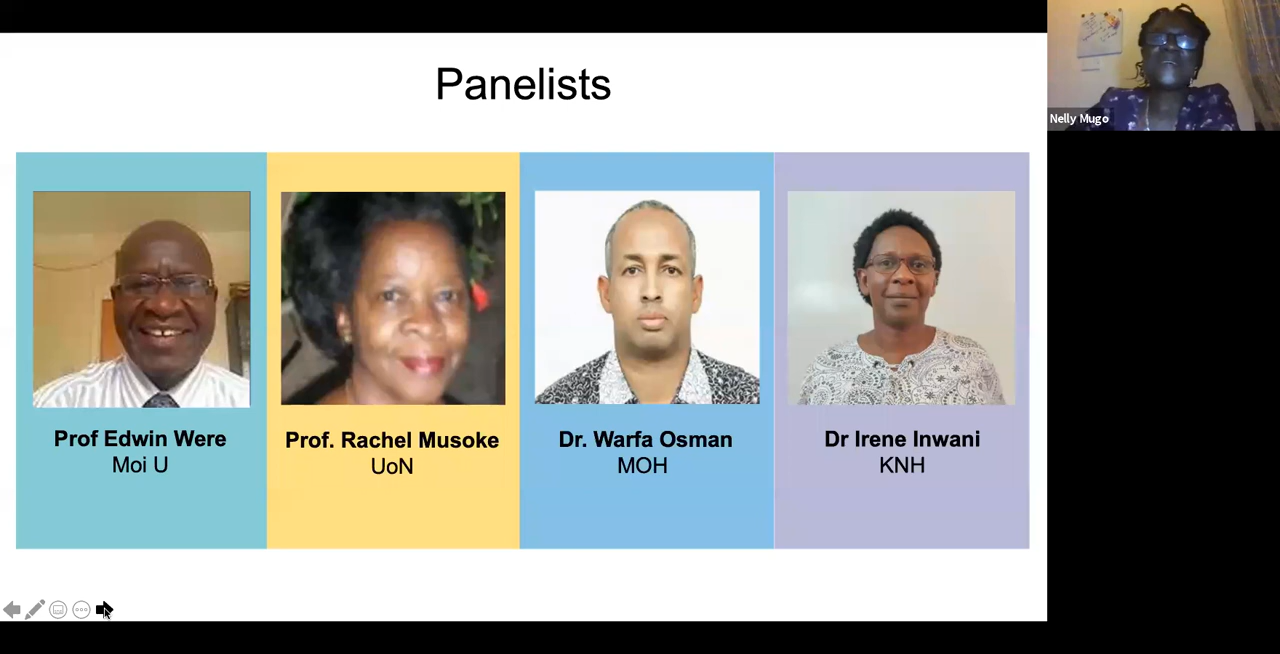 Panelists
Nelly Mugo
Prof Edwin Were
Moi U
Prof. Rachel Musoke
UoN
Dr. Warfa Osman
MOH
Dr Irene Inwani
KNH